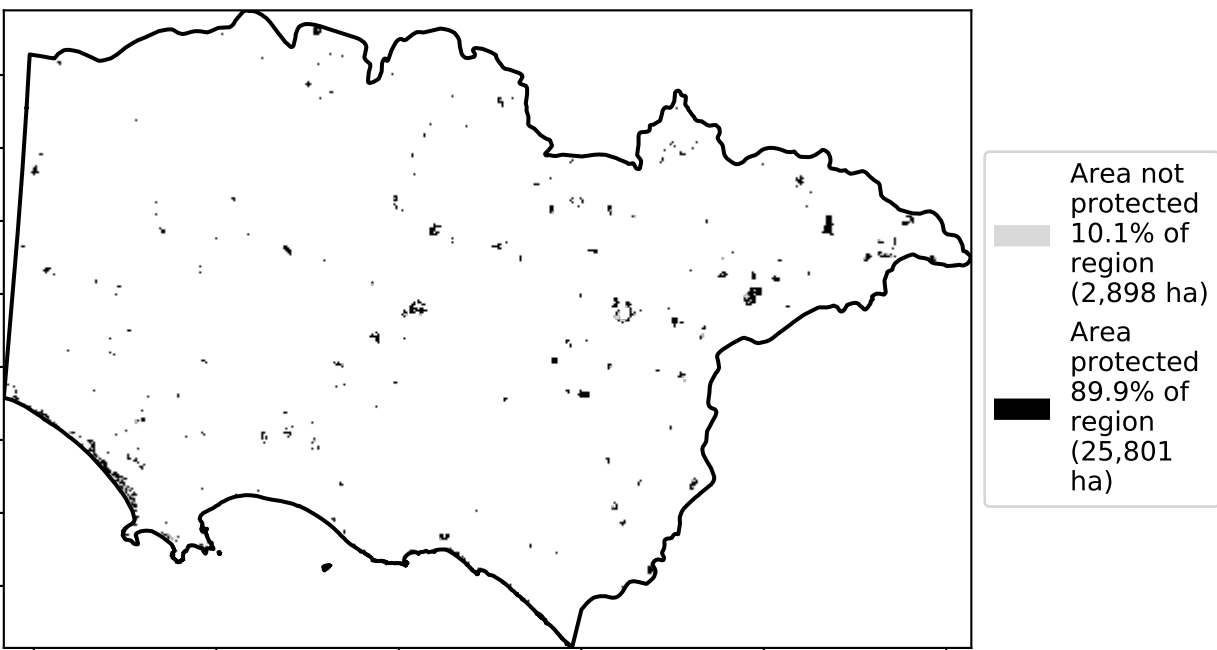 Area not
protected
10.1% of
region
(2,898 ha)
Area
protected
89.9% of
region
(25,801
ha)